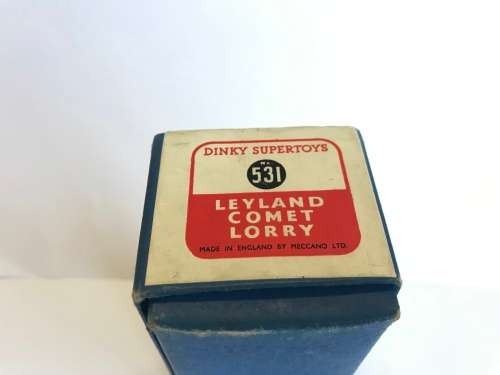 DINKY SUPERTOYS
No.
531
LEYLAND
COMET
LORRY
MADE IN ENGLAND BY MECCANO LTD.